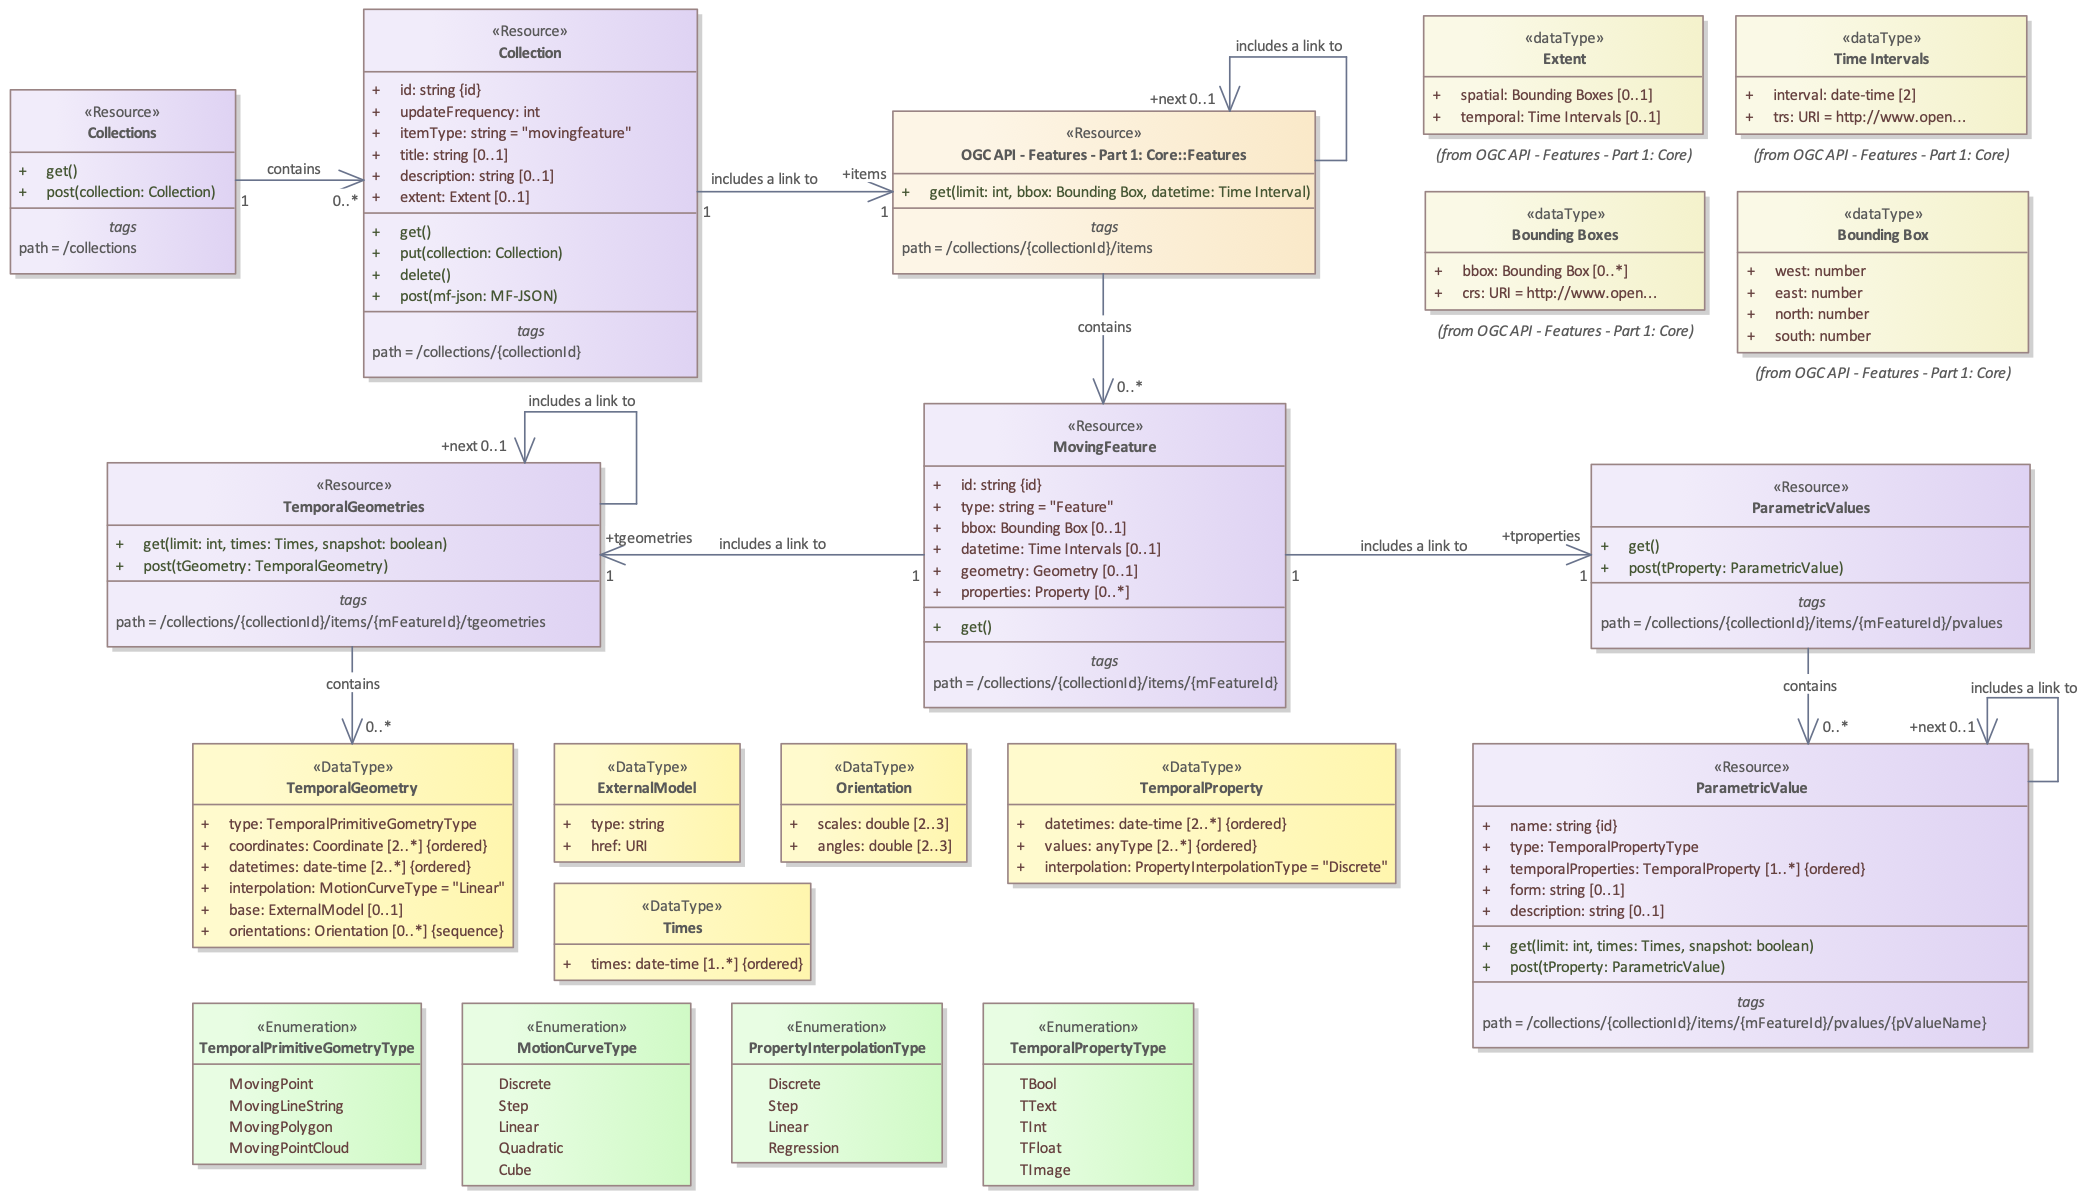 «Resource»
Collections
+ get()
+ post(collection: Collection)
tags
path = /collections
contains
1
0..*
«Resource»
Collection
+ id: string {id}
+ updateFrequency: int
+ itemType: string = "movingfeature"
+ title: string [0..1]
+ description: string [0..1]
+ extent: Extent [0..1]
+ get()
+ put(collection: Collection)
+ delete()
+ post(mf-json: MF-JSON)
tags
path = /collections/{collectionId}
includes a link to
1
+items
1
includes a link to
+next 0..1
«Resource»
OGC API - Features - Part 1: Core::Features
+ get(limit: int, bbox: Bounding Box, datetime: Time Interval)
tags
path = /collections/{collectionId}/items
contains
0..*
«dataType»
Extent
+ spatial: Bounding Boxes [0..1]
+ temporal: Time Intervals [0..1]
(from OGC API - Features - Part 1: Core)
«dataType»
Time Intervals
+ interval: date-time [2]
+ trs: URI = http://www.open...
(from OGC API - Features - Part 1: Core)
«dataType»
Bounding Boxes
+ bbox: Bounding Box [0..*]
+ crs: URI = http://www.open...
(from OGC API - Features - Part 1: Core)
«dataType»
Bounding Box
+ west: number
+ east: number
+ north: number
+ south: number
(from OGC API - Features - Part 1: Core)
includes a link to
+next 0..1
«Resource»
TemporalGeometries
+ get(limit: int, times: Times, snapshot: boolean)
+ post(tGeometry: TemporalGeometry)
tags
path = /collections/{collectionId}/items/{mFeatureId}/tgeometries
+tgeometries
1
includes a link to
1
«Resource»
MovingFeature
+ id: string {id}
+ type: string = "Feature"
+ bbox: Bounding Box [0..1]
+ datetime: Time Intervals [0..1]
+ geometry: Geometry [0..1]
+ properties: Property [0..*]
+ get()
tags
path = /collections/{collectionId}/items/{mFeatureId}
1
includes a link to
+tproperties
1
«Resource»
ParametricValues
+ get()
+ post(tProperty: ParametricValue)
tags
path = /collections/{collectionId}/items/{mFeatureId}/pvalues
contains
0..*
contains
0..*
includes a link to
+next 0..1
«DataType»
TemporalGeometry
+ type: TemporalPrimitiveGometryType
+ coordinates: Coordinate [2..*] {ordered}
+ datetimes: date-time [2..*] {ordered}
+ interpolation: MotionCurveType = "Linear"
+ base: ExternalModel [0..1]
+ orientations: Orientation [0..*] {sequence}
«DataType»
ExternalModel
+ type: string
+ href: URI
«DataType»
Orientation
+ scales: double [2..3]
+ angles: double [2..3]
«DataType»
TemporalProperty
+ datetimes: date-time [2..*] {ordered}
+ values: anyType [2..*] {ordered}
+ interpolation: PropertyInterpolationType = "Discrete"
«DataType»
Times
+ times: date-time [1..*] {ordered}
«Resource»
ParametricValue
+ name: string {id}
+ type: TemporalPropertyType
+ temporalProperties: TemporalProperty [1..*] {ordered}
+ form: string [0..1]
+ description: string [0..1]
+ get(limit: int, times: Times, snapshot: boolean)
+ post(tProperty: ParametricValue)
tags
path = /collections/{collectionId}/items/{mFeatureId}/pvalues/{pValueName}
«Enumeration»
TemporalPrimitiveGometryType
MovingPoint
MovingLineString
MovingPolygon
MovingPointCloud
«Enumeration»
MotionCurveType
Discrete
Step
Linear
Quadratic
Cube
«Enumeration»
PropertyInterpolationType
Discrete
Step
Linear
Regression
«Enumeration»
TemporalPropertyType
TBool
TText
TInt
TFloat
TImage